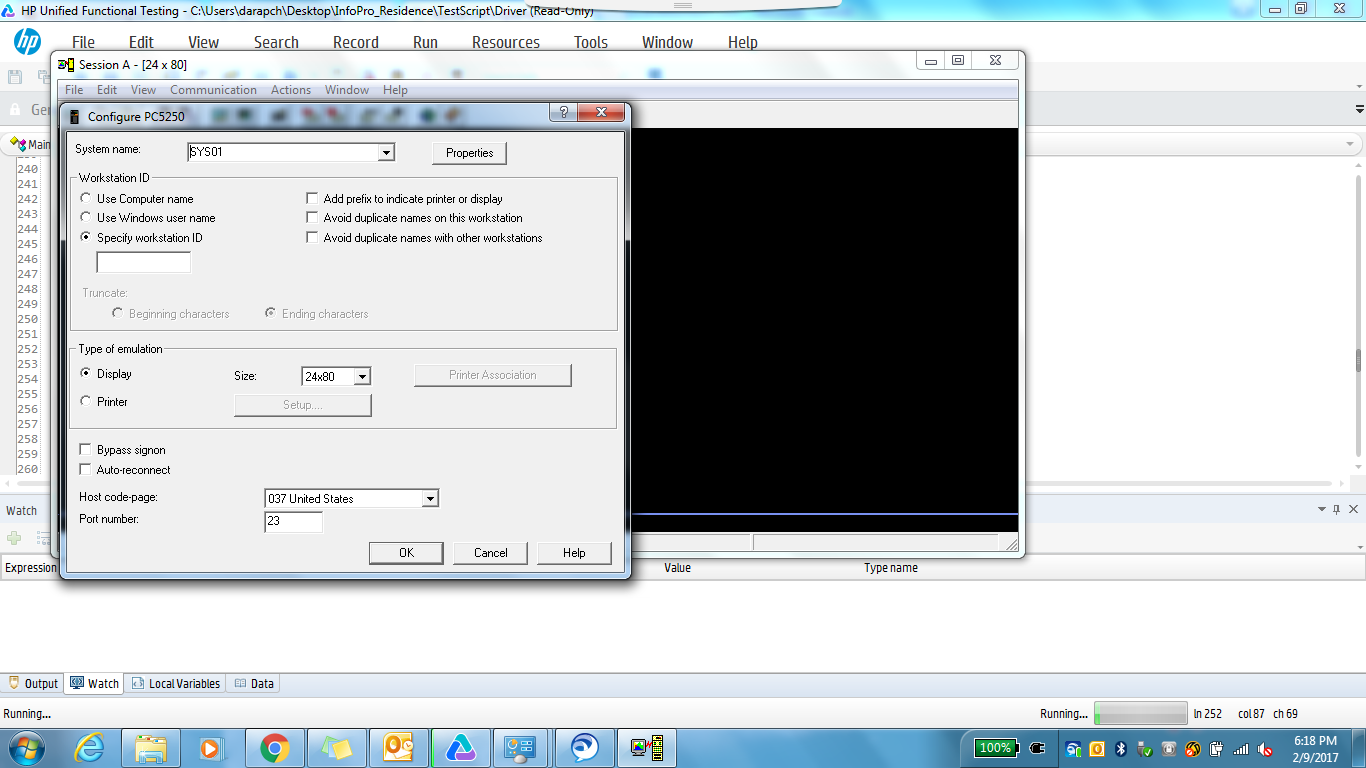 HP Unified Functional Testing - C:\Users\darapch\Desktop\InfoPro_Residence\TestScript\Driver (Read-Only)
hp File Edit View Search Record Run Resources Tools Window Help
Session A - [24 x 80]
File Edit View Communication Actions Window Help
Configure PC5250
Main
System name: SYS01 Properties
Workstation ID
Use Computer name Add prefix to indicate printer or display
Use Windows user name Avoid duplicate names on this workstation
Specify workstation ID Avoid duplicate names with other workstations
Truncate:
Beginning characters Ending characters
Type of emulation
Display Size: 24x80 Printer Association
Printer Setup....
Bypass signon
Auto-reconnect
Host code-page: 037 United States
Port number: 23
OK Cancel Help
240
241
242
243
244
245
246
247
248
249
250
251
252
253
254
255
256
257
258
259
260
Watch
Expression Value Type name
Output Watch Local Variables Data
Running... Running... ln 252 col 87 ch 69
100% 6:18 PM
2/9/2017